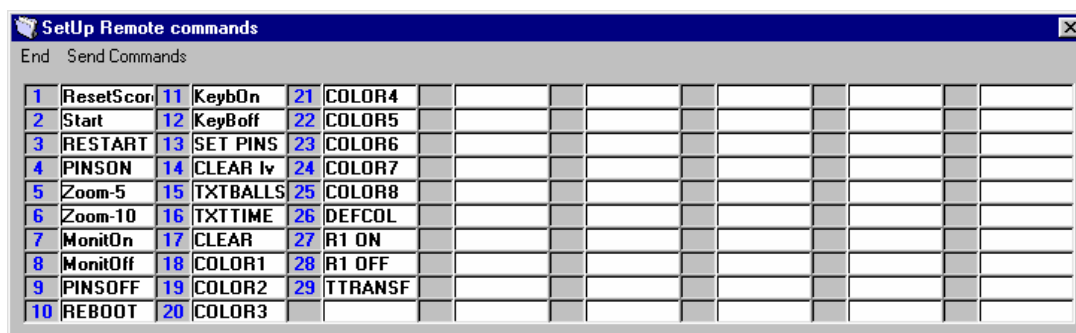 SetUp Remote commands
End Send Commands
1 ResetScor 11 KeybOn 21 COLOR4
2 Start 12 KeyBoff 22 COLOR5
3 RESTART 13 SET PINS 23 COLOR6
4 PINSON 14 CLEAR lv 24 COLOR7
5 Zoom-5 15 TXTBALLS 25 COLOR8
6 Zoom-10 16 TXTTIME 26 DEFCOL
7 MonitOn 17 CLEAR 27 R1 ON
8 MonitOff 18 COLOR1 28 R1 OFF
9 PINSOFF 19 COLOR2 29 TTRANSF
10 REBOOT 20 COLOR3